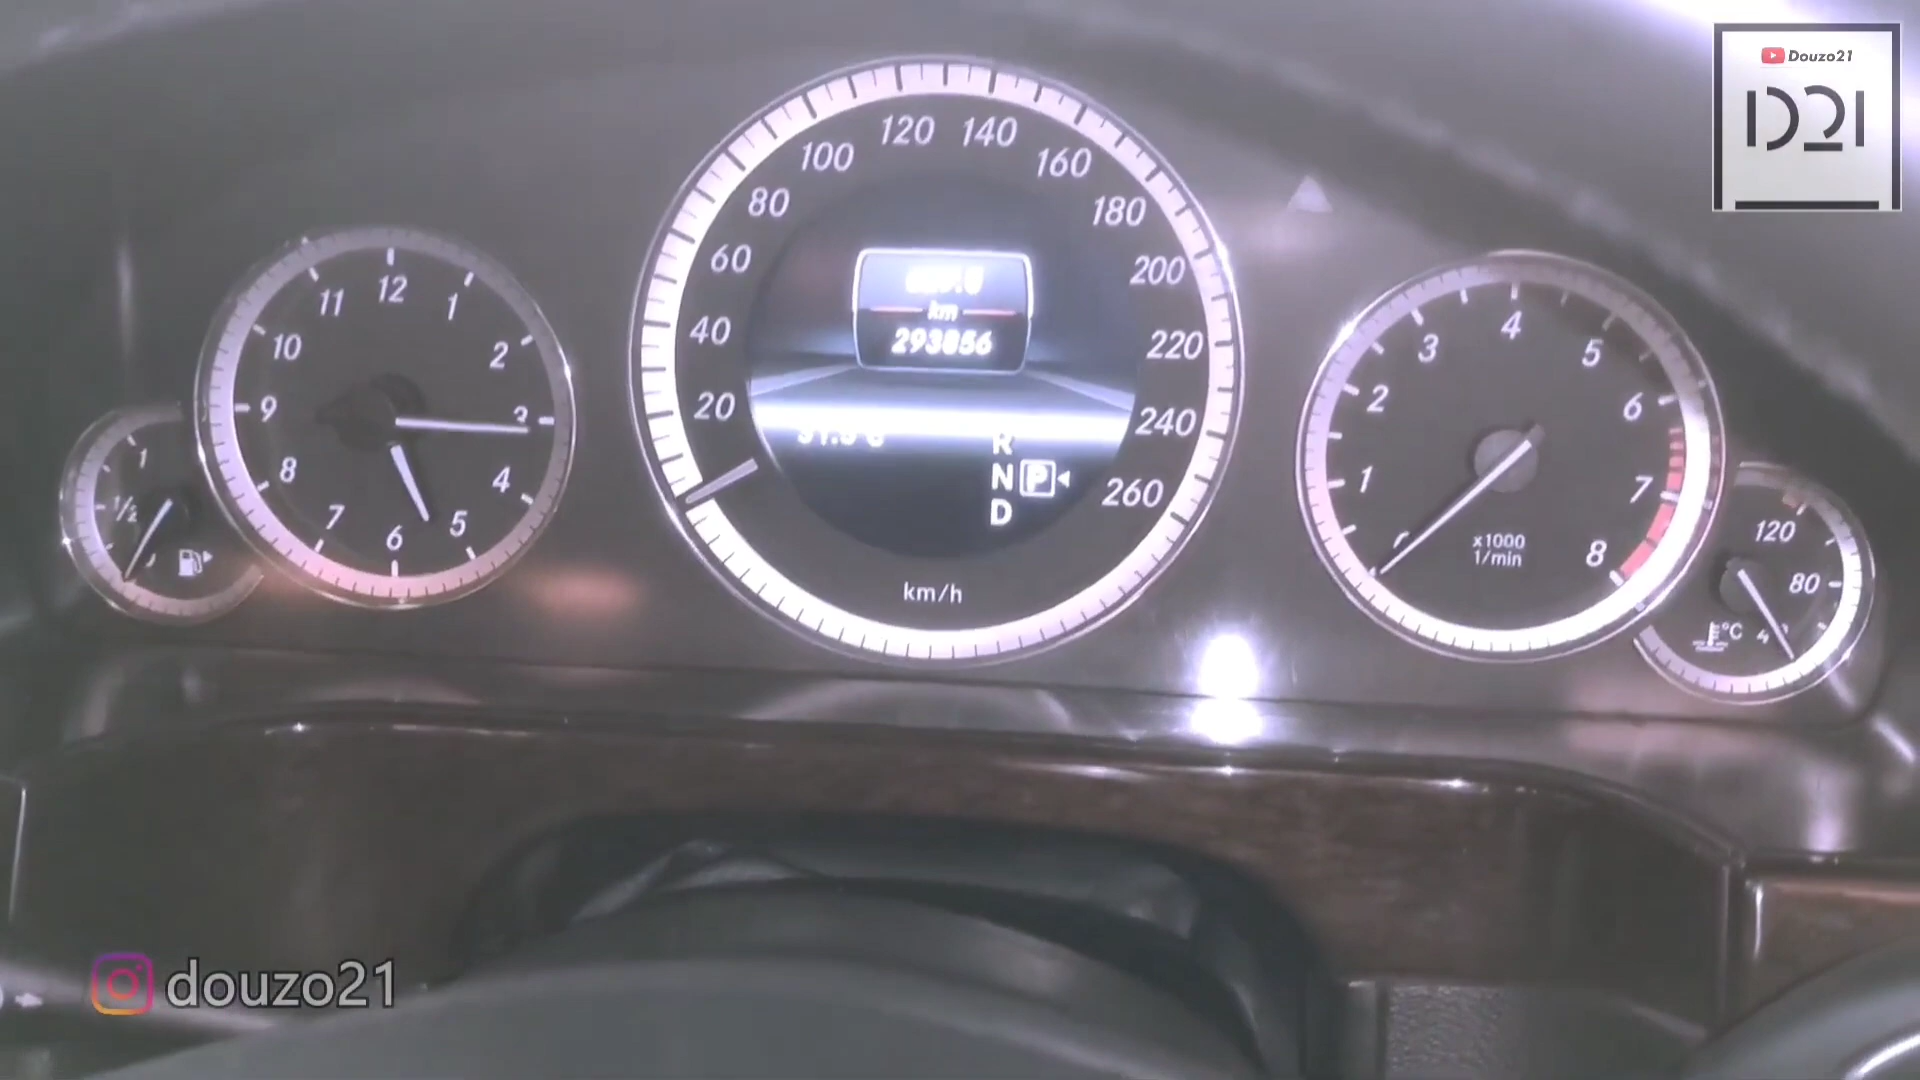 Douzo21
D21
120 140
100 160
80 180
60 200
40 220
20 240
260
km
293856
R
N P
D
km/h
12
11 1
10 2
9 3
8 4
7 5
6
1
1/2
4
3 5
2 6
1 7
8
x1000
1/min
120
80
°C
douzo21